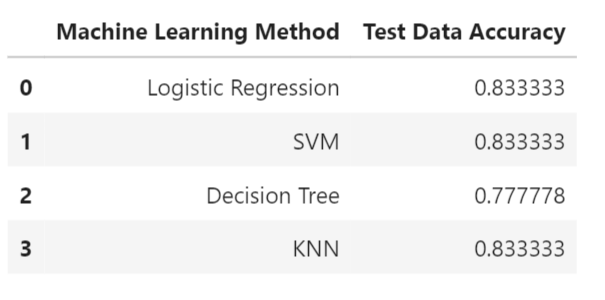 Machine Learning Method Test Data Accuracy
0 Logistic Regression 0.833333
1 SVM 0.833333
2 Decision Tree 0.777778
3 KNN 0.833333